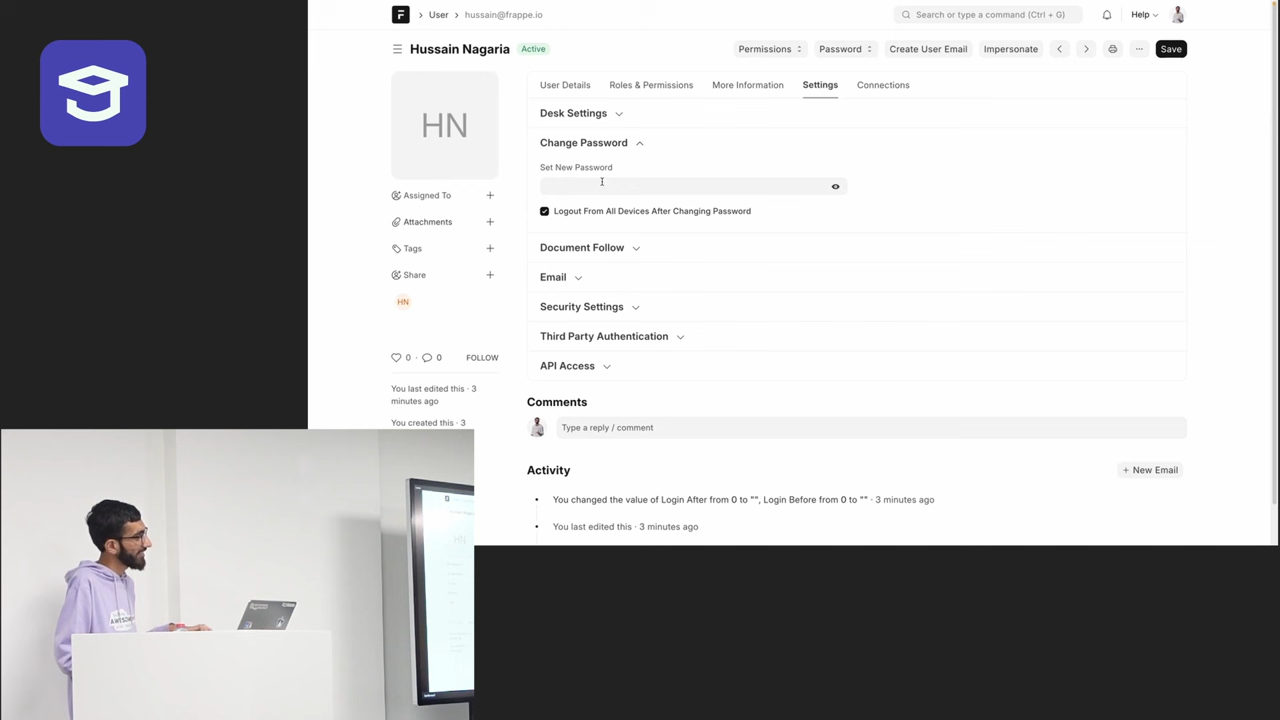 User
hussain@frappe.io
Search or type a command (Ctrl + G)
Help
Hussain Nagaria
Active
Permissions
Password
Create User Email
Impersonate
Save
HN
User Details
Roles & Permissions
More Information
Settings
Connections
Desk Settings
Change Password
Set New Password
Logout From All Devices After Changing Password
Document Follow
Email
Security Settings
Third Party Authentication
API Access
Assigned To
Attachments
Tags
Share
HN
0 · 0
FOLLOW
You last edited this · 3
minutes ago
You created this · 3
Comments
Type a reply / comment
Activity
+ New Email
You changed the value of Login After from 0 to "", Login Before from 0 to "" · 3 minutes ago
You last edited this · 3 minutes ago
HN
AWESOME